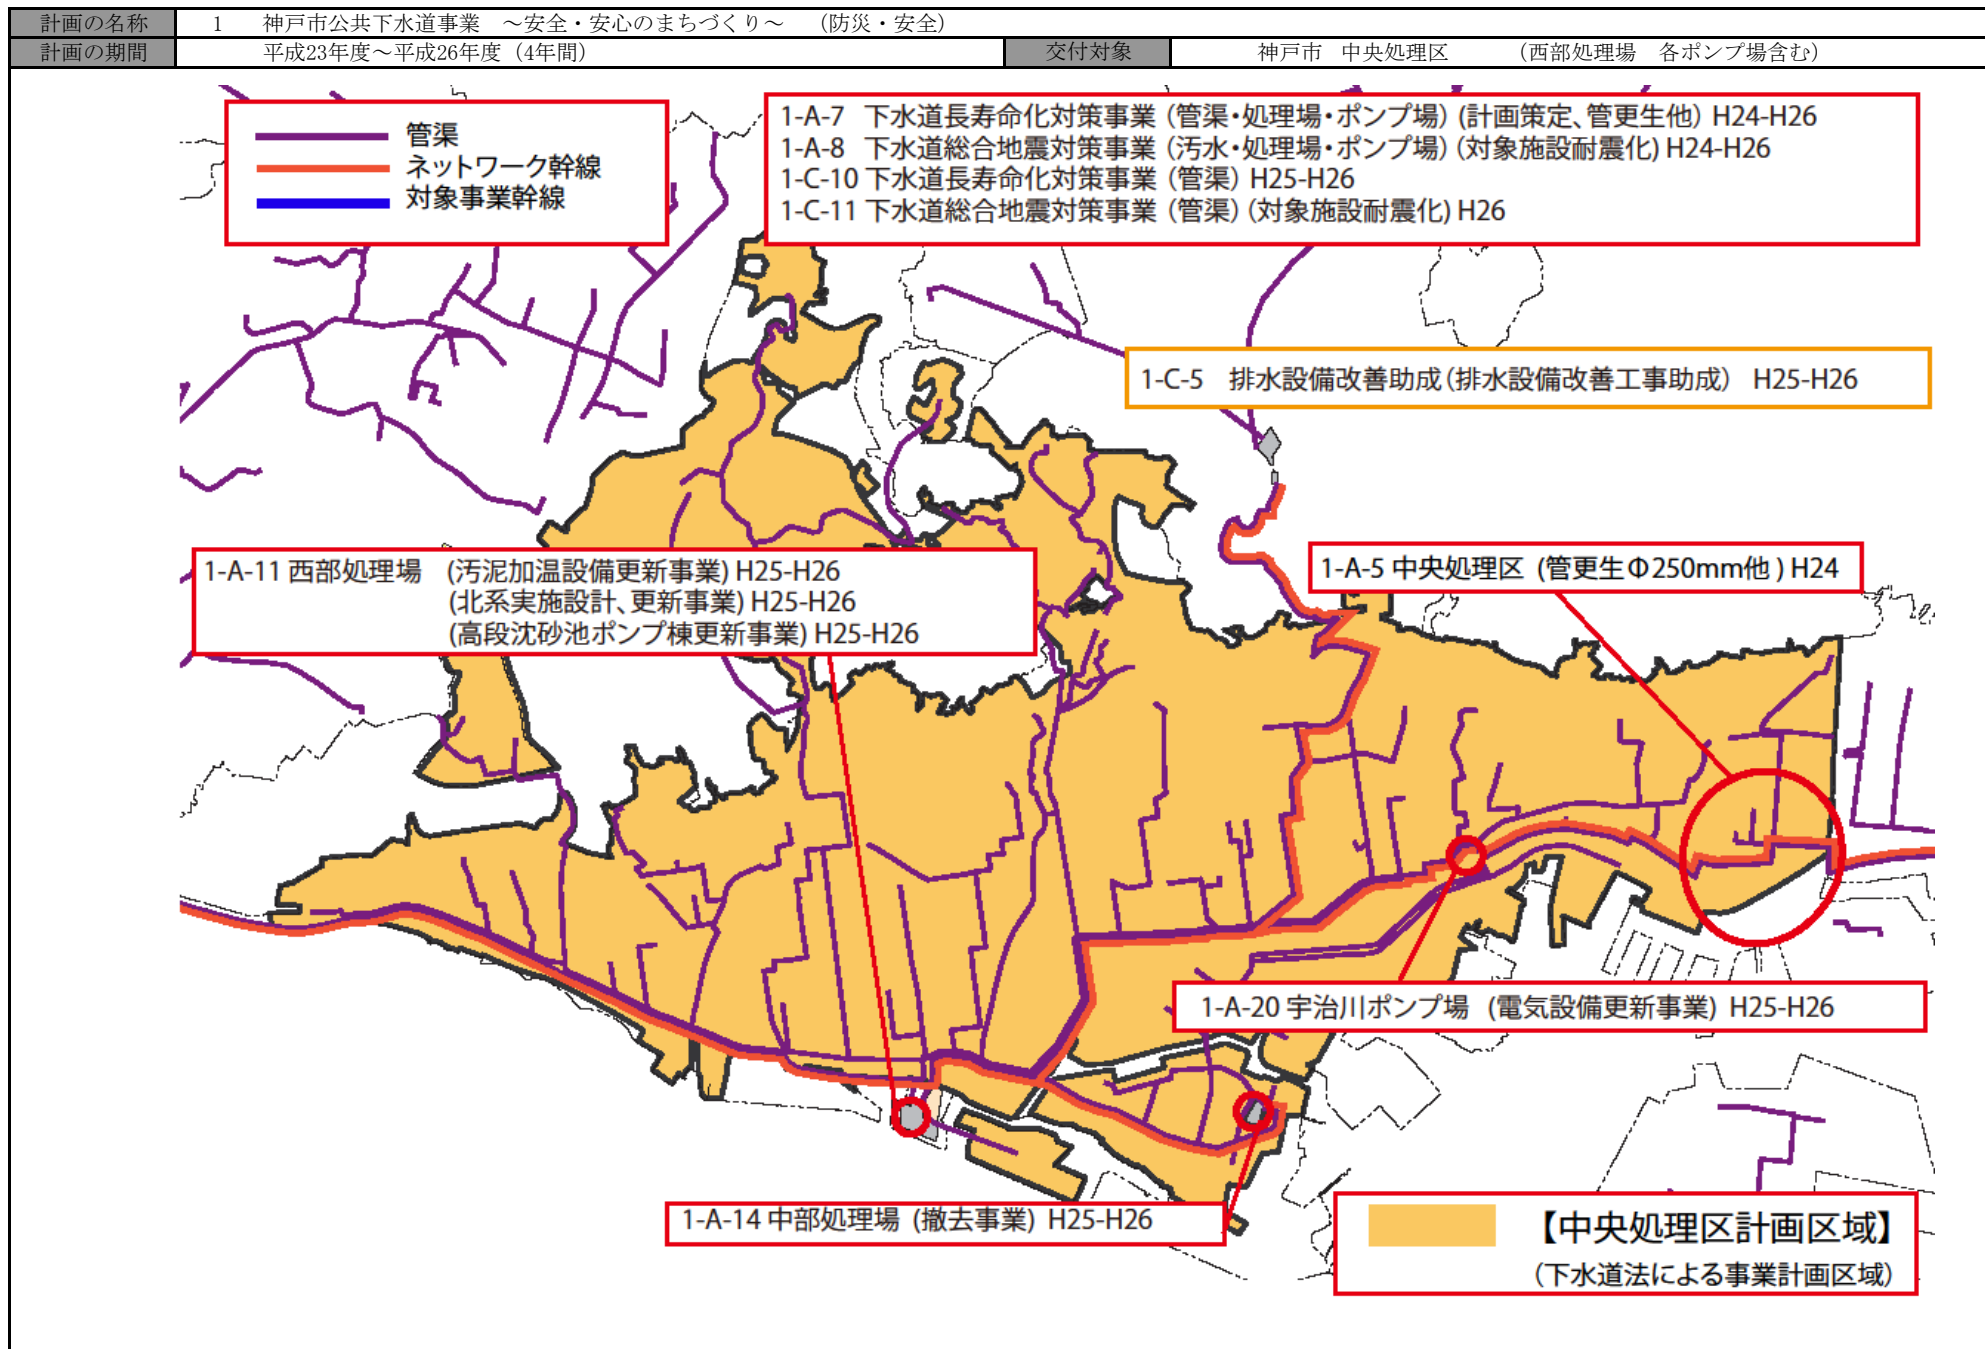 計画の名称 1 神戸市公共下水道事業 ～安全・安心のまちづくり～ (防災・安全)
計画の期間 平成23年度～平成26年度 (4年間) 交付対象 神戸市 中央処理区 (西部処理場 各ポンプ場含む)
管渠
ネットワーク幹線
対象事業幹線
1-A-7 下水道長寿命化対策事業 (管渠・処理場・ポンプ場) (計画策定、管更生他) H24-H26
1-A-8 下水道総合地震対策事業 (汚水・処理場・ポンプ場) (対象施設耐震化) H24-H26
1-C-10 下水道長寿命化対策事業 (管渠) H25-H26
1-C-11 下水道総合地震対策事業 (管渠) (対象施設耐震化) H26
1-C-5 排水設備改善助成 (排水設備改善工事助成) H25-H26
1-A-11 西部処理場 (汚泥加温設備更新事業) H25-H26
(北系実施設計、更新事業) H25-H26
(高段沈砂池ポンプ棟更新事業) H25-H26
1-A-5 中央処理区 (管更生Φ250mm他 ) H24
1-A-20 宇治川ポンプ場 (電気設備更新事業) H25-H26
1-A-14 中部処理場 (撤去事業) H25-H26
【中央処理区計画区域】
(下水道法による事業計画区域)